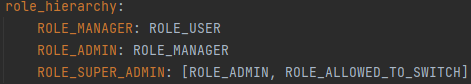 role_hierarchy:
    ROLE_MANAGER: ROLE_USER
    ROLE_ADMIN: ROLE_MANAGER
    ROLE_SUPER_ADMIN: [ROLE_ADMIN, ROLE_ALLOWED_TO_SWITCH]